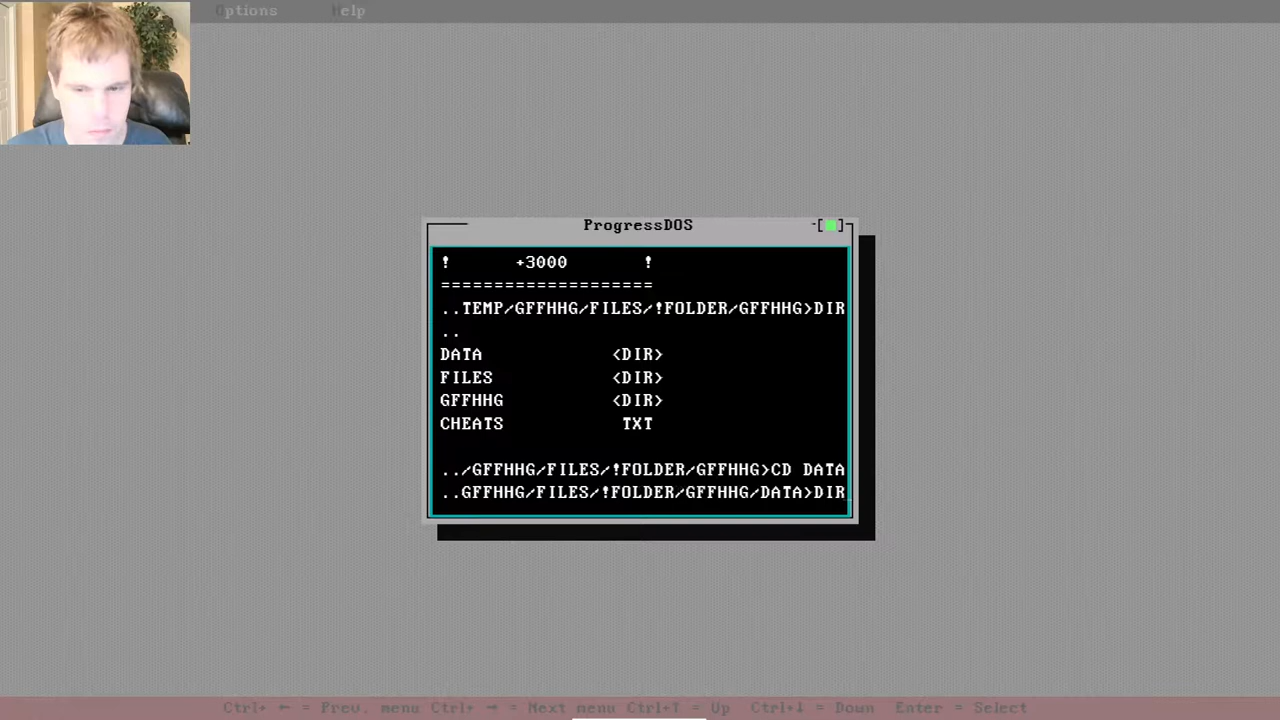 Options Help
ProgressDOS
-[■]
! +3000 !
====================
..TEMP/GFFHHG/FILES/!FOLDER/GFFHHG>DIR
..
DATA <DIR>
FILES <DIR>
GFFHHG <DIR>
CHEATS TXT
../GFFHHG/FILES/!FOLDER/GFFHHG>CD DATA
..GFFHHG/FILES/!FOLDER/GFFHHG/DATA>DIR_
Ctrl+ ← = Prev. menu Ctrl+ → = Next menu Ctrl+↑ = Up Ctrl+↓ = Down Enter = Select